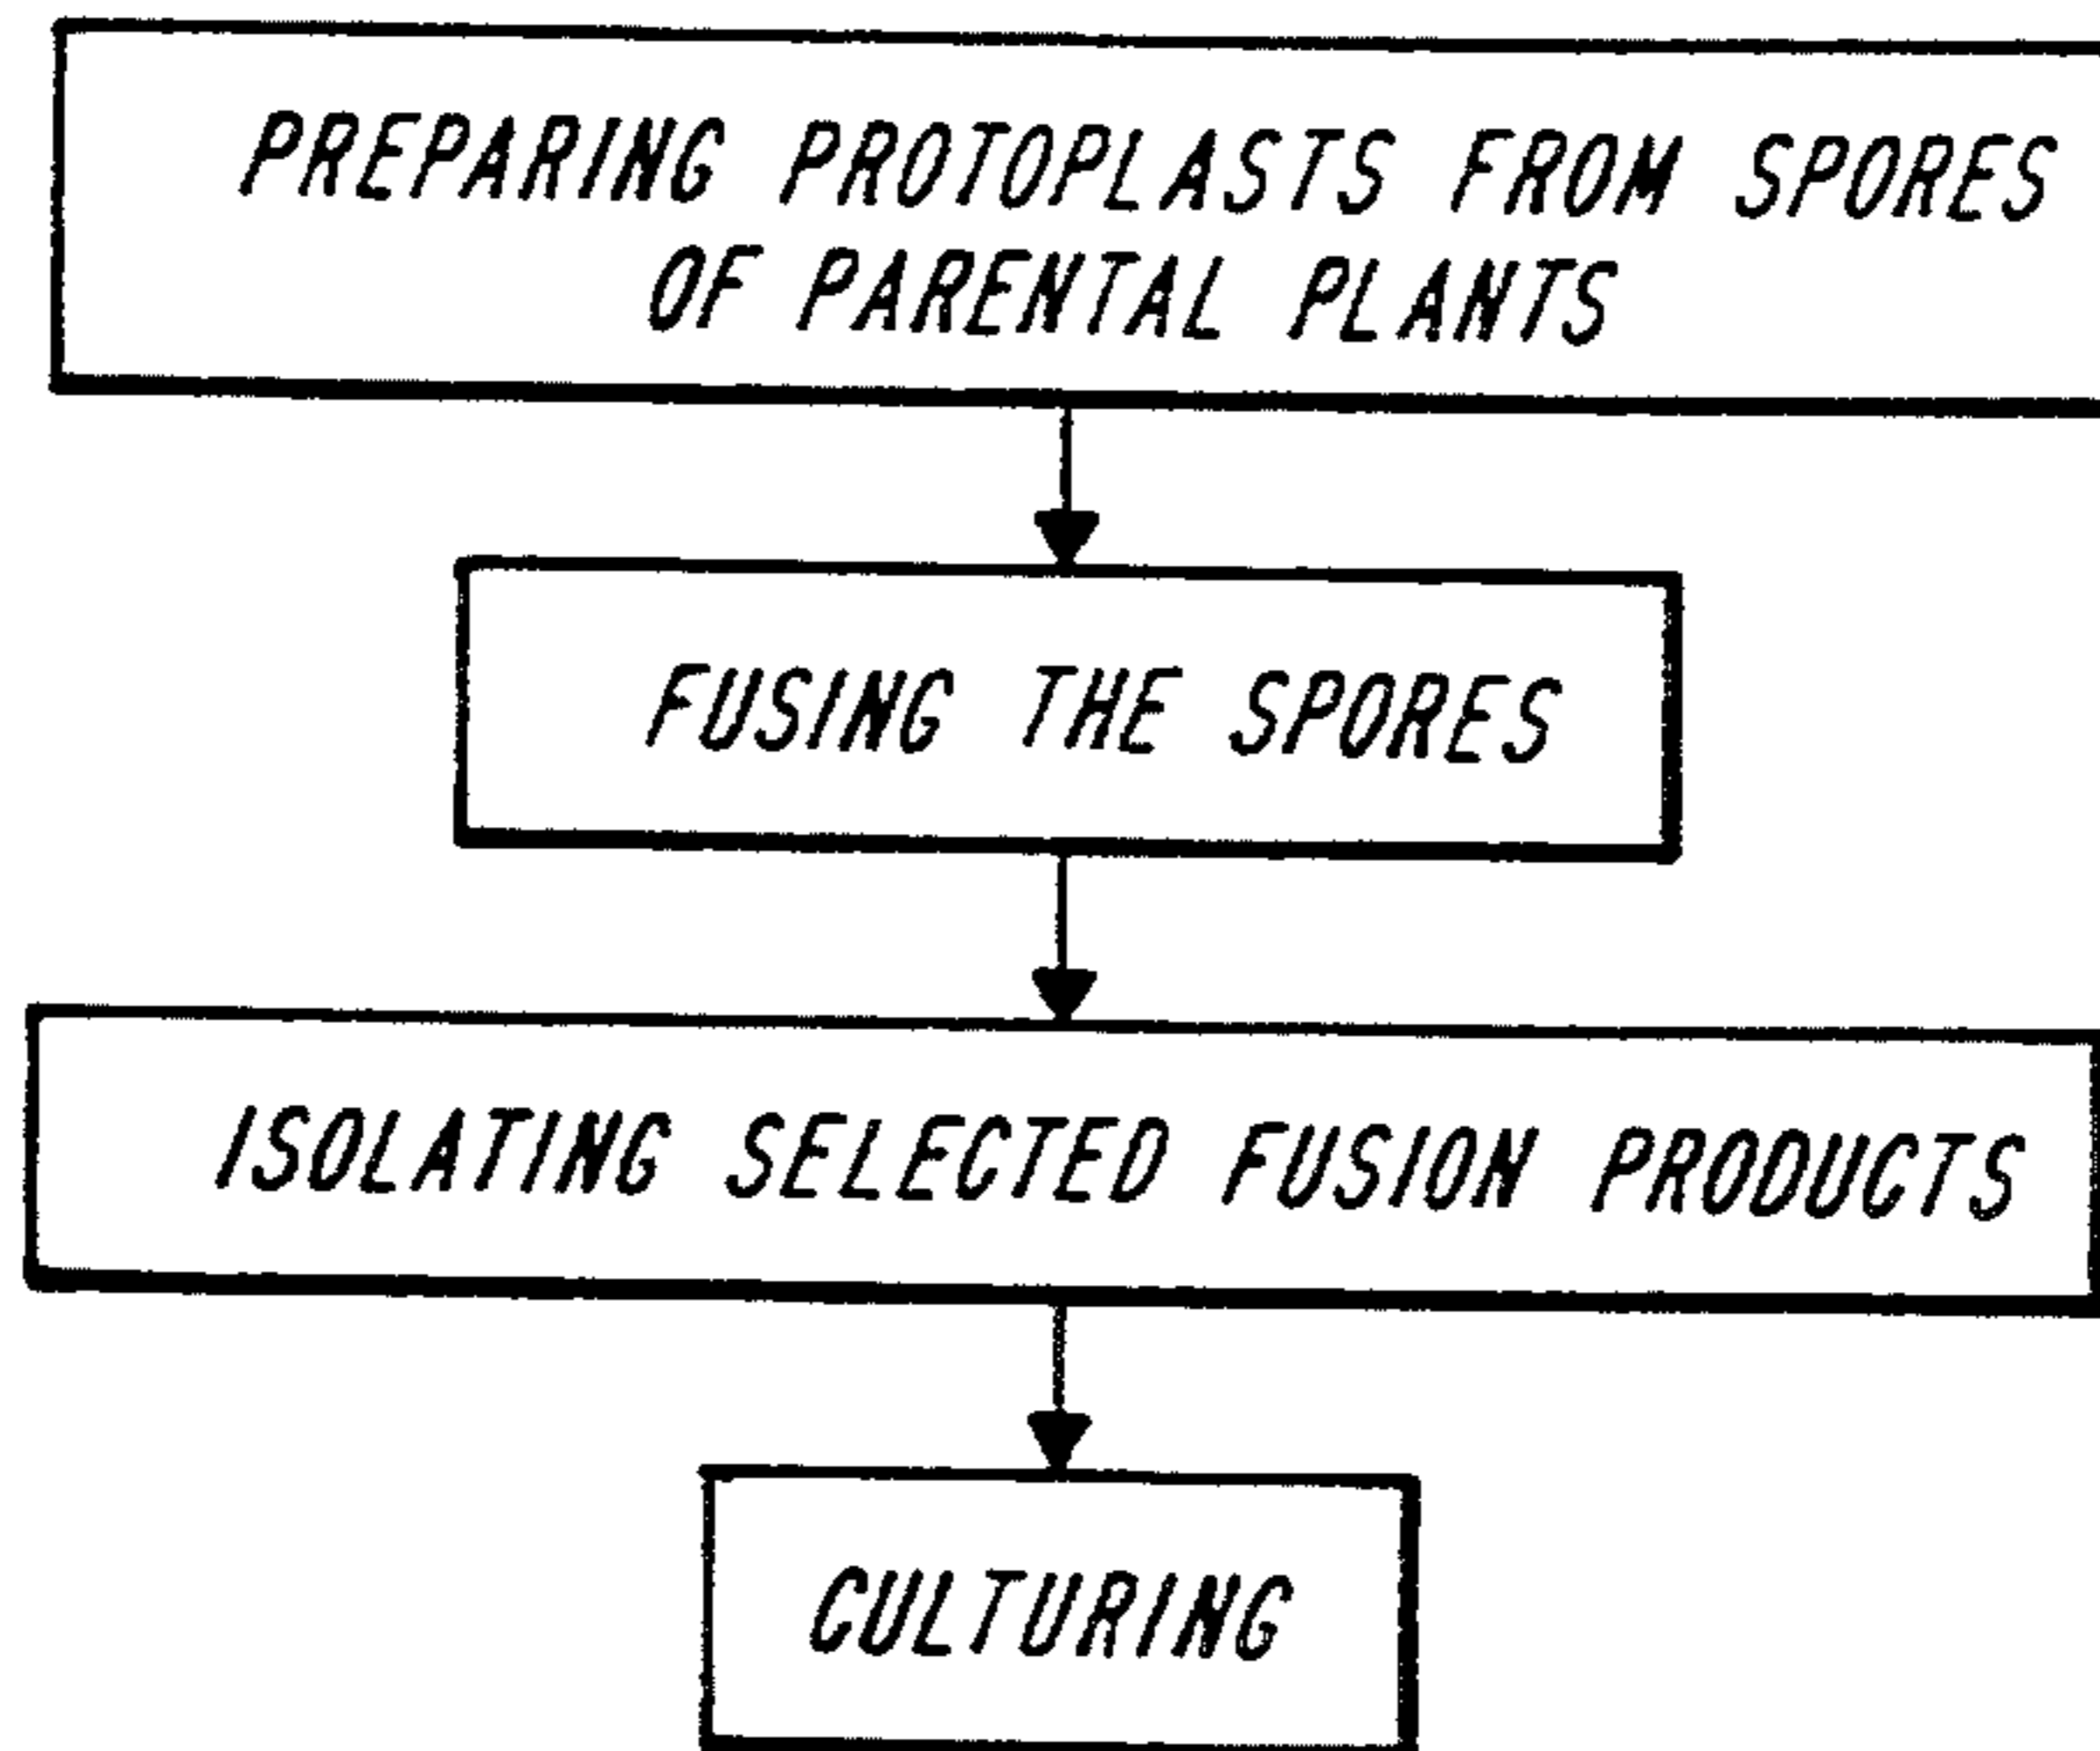 PREPARING PROTOPLASTS FROM SPORES
OF PARENTAL PLANTS
FUSING THE SPORES
ISOLATING SELECTED FUSION PRODUCTS
CULTURING